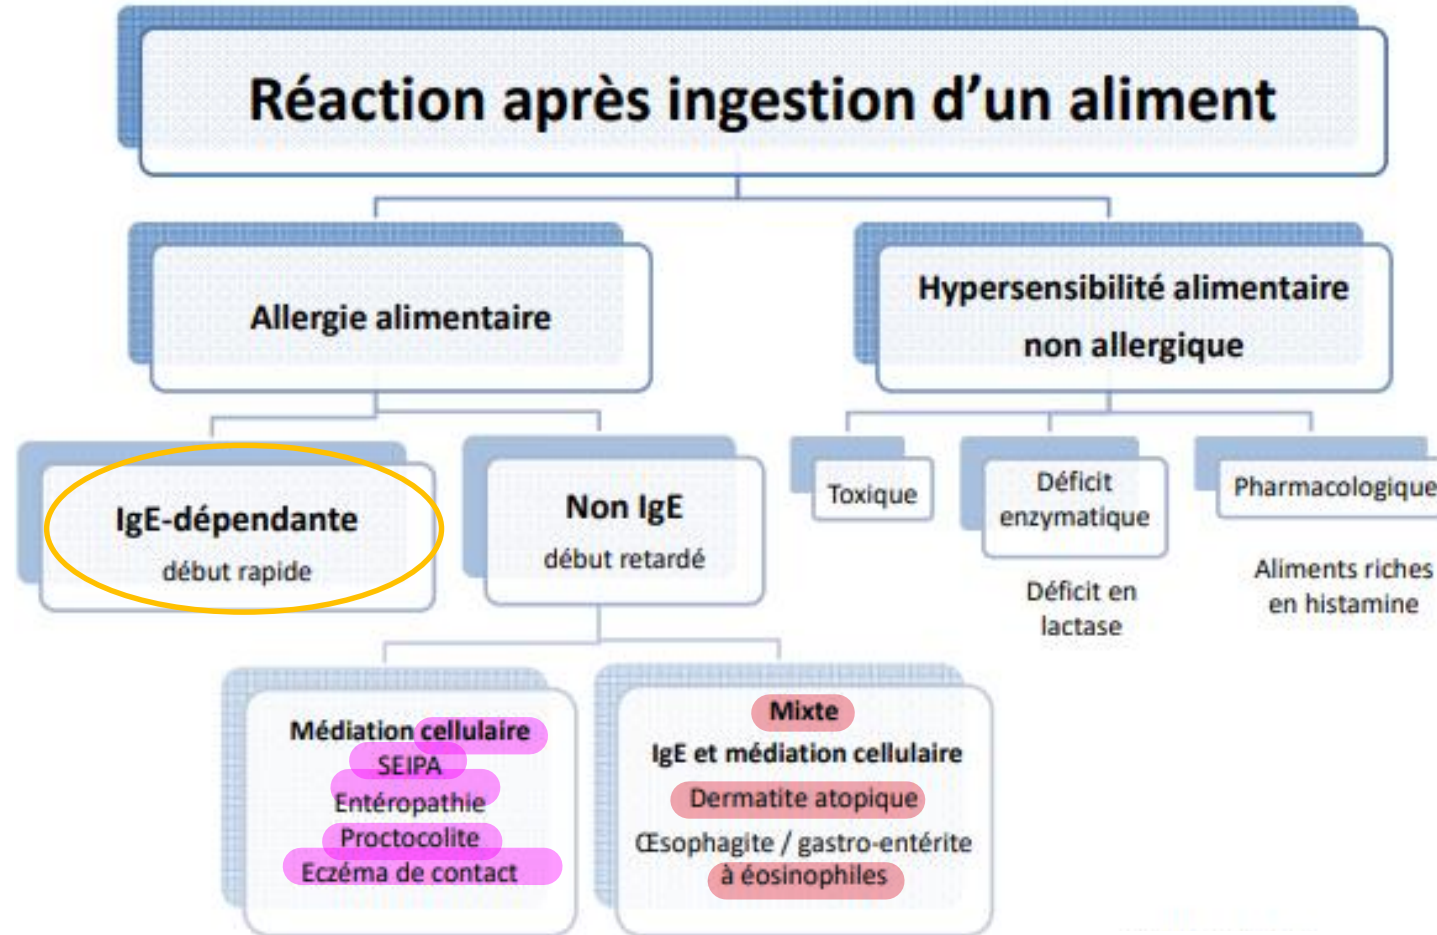 Réaction après ingestion d'un aliment
Allergie alimentaire
Hypersensibilité alimentaire
non allergique
IgE-dépendante
début rapide
Non IgE
début retardé
Toxique
Déficit
enzymatique
Déficit en
lactase
Pharmacologique
Aliments riches
en histamine
Médiation cellulaire
SEIPA
Entéropathie
Proctocolite
Eczéma de contact
Mixte
IgE et médiation cellulaire
Dermatite atopique
Œsophagite / gastro-entérite
à éosinophiles